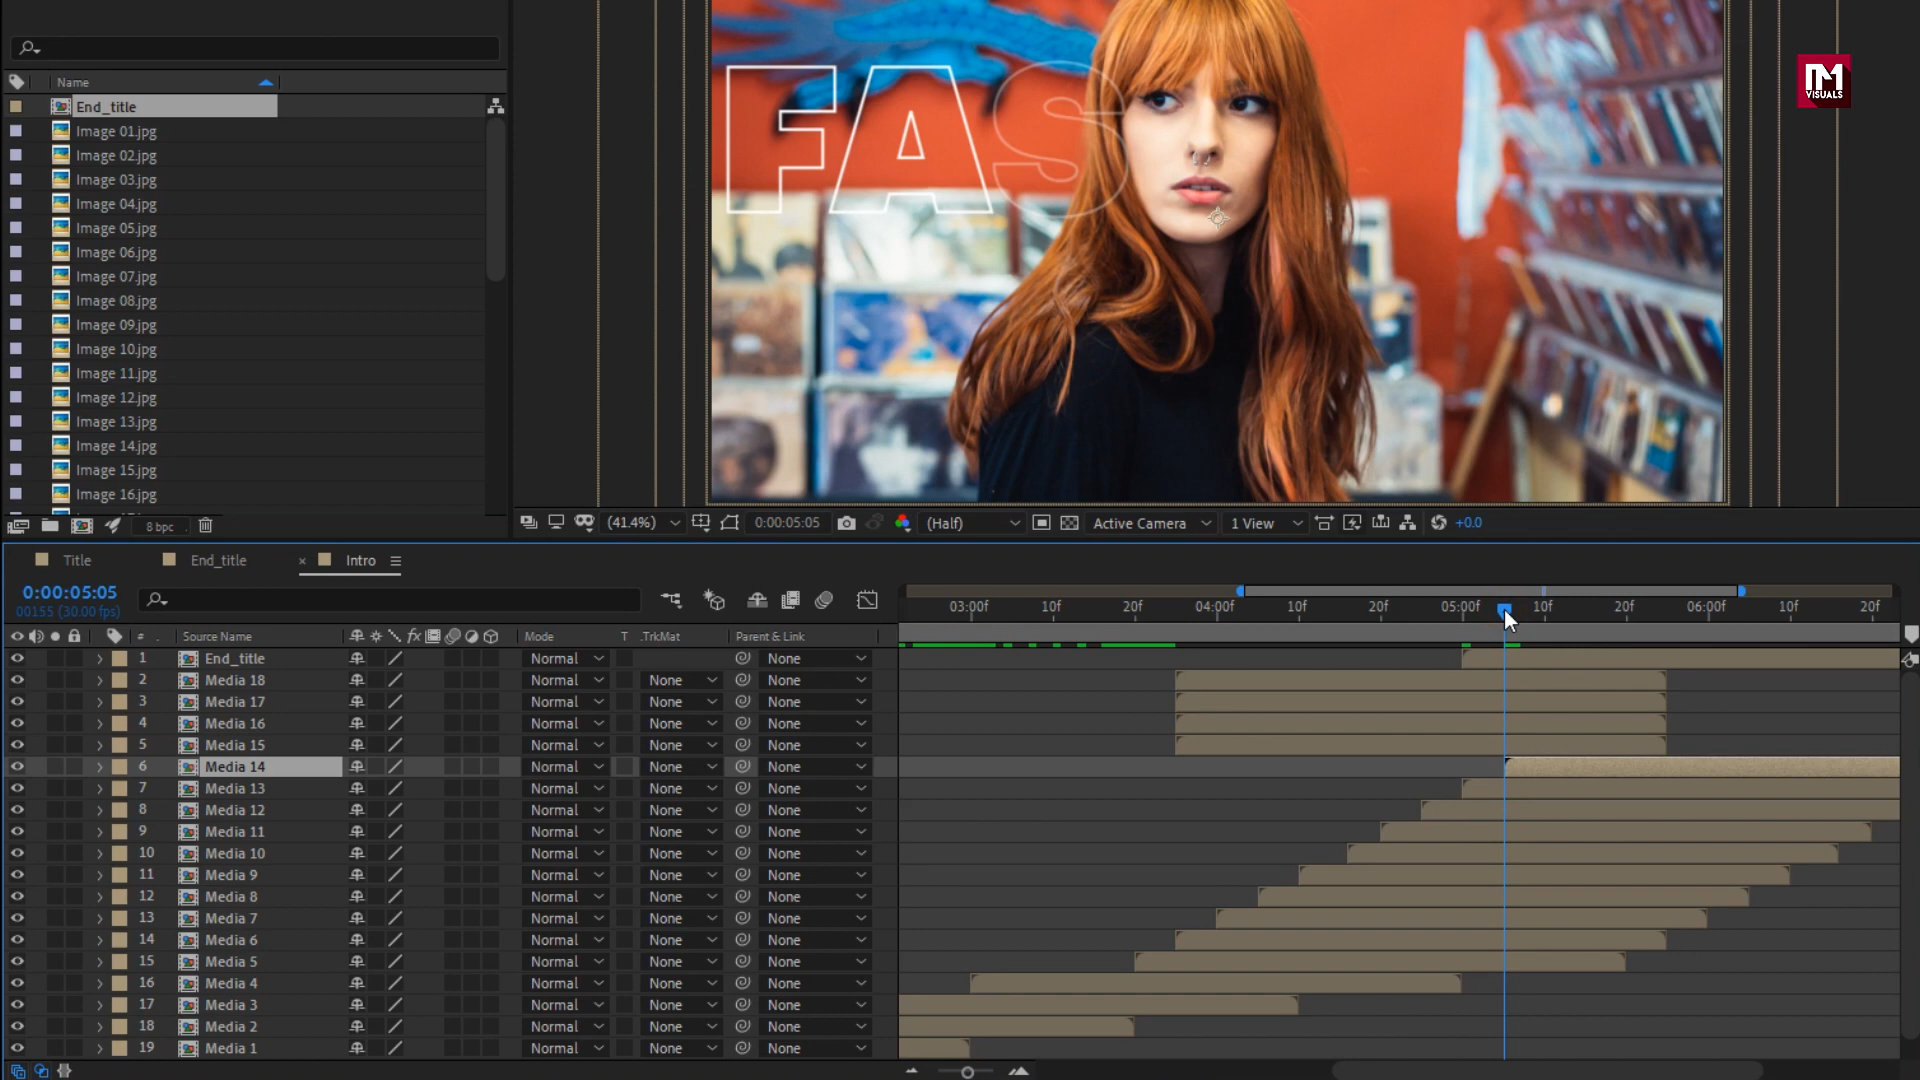 Name
End_title
Image 01.jpg
Image 02.jpg
Image 03.jpg
Image 04.jpg
Image 05.jpg
Image 06.jpg
Image 07.jpg
Image 08.jpg
Image 09.jpg
Image 10.jpg
Image 11.jpg
Image 12.jpg
Image 13.jpg
Image 14.jpg
Image 15.jpg
Image 16.jpg
8 bpc
FAS
VISUALS
(41.4%) 0:00:05:05 (Half) Active Camera 1 View +0.0
Title End_title × Intro
0:00:05:05
00155 (30.00 fps)
03:00f 10f 20f 04:00f 10f 20f 05:00f 10f 20f 06:00f 10f 20f
# . Source Name fx Mode T .TrkMat Parent & Link
1 End_title Normal None
2 Media 18 Normal None None
3 Media 17 Normal None None
4 Media 16 Normal None None
5 Media 15 Normal None None
6 Media 14 Normal None None
7 Media 13 Normal None None
8 Media 12 Normal None None
9 Media 11 Normal None None
10 Media 10 Normal None None
11 Media 9 Normal None None
12 Media 8 Normal None None
13 Media 7 Normal None None
14 Media 6 Normal None None
15 Media 5 Normal None None
16 Media 4 Normal None None
17 Media 3 Normal None None
18 Media 2 Normal None None
19 Media 1 Normal None None